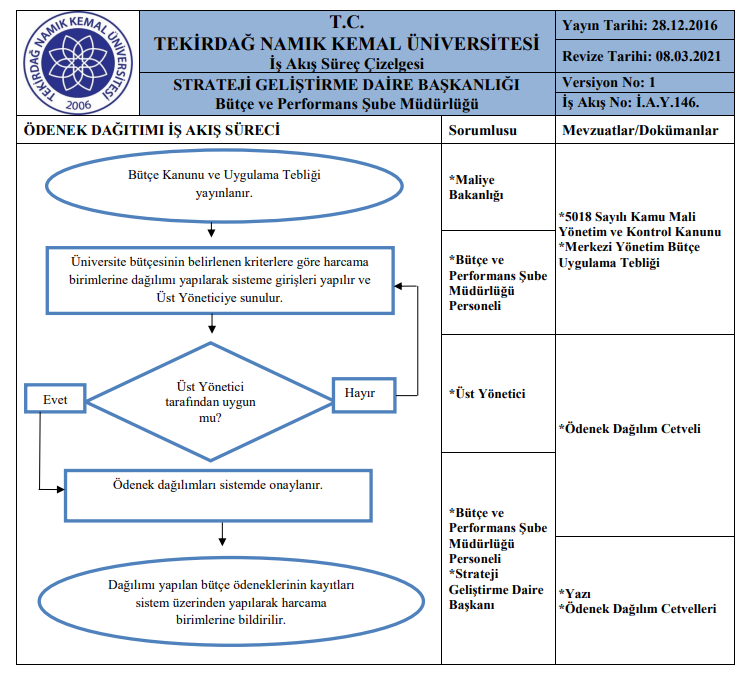 TEKİRDAĞ NAMIK KEMAL ÜNİVERSİTESİ
2006
T.C.
TEKİRDAĞ NAMIK KEMAL ÜNİVERSİTESİ
İş Akış Süreç Çizelgesi
STRATEJİ GELİŞTİRME DAİRE BAŞKANLIĞI
Bütçe ve Performans Şube Müdürlüğü
Yayın Tarihi: 28.12.2016
Revize Tarihi: 08.03.2021
Versiyon No: 1
İş Akış No: İ.A.Y.146.
ÖDENEK DAĞITIMI İŞ AKIŞ SÜRECİ
Sorumlusu
Mevzuatlar/Dokümanlar
Bütçe Kanunu ve Uygulama Tebliği
yayınlanır.
*Maliye
Bakanlığı
*5018 Sayılı Kamu Mali
Yönetim ve Kontrol Kanunu
*Merkezi Yönetim Bütçe
Uygulama Tebliği
Üniversite bütçesinin belirlenen kriterlere göre harcama
birimlerine dağılımı yapılarak sisteme girişleri yapılır ve
Üst Yöneticiye sunulur.
*Bütçe ve
Performans Şube
Müdürlüğü
Personeli
Üst Yönetici
tarafından uygun
mu?
Evet
Hayır
*Üst Yönetici
*Ödenek Dağılım Cetveli
Ödenek dağılımları sistemde onaylanır.
*Bütçe ve
Performans Şube
Müdürlüğü
Personeli
*Strateji
Geliştirme Daire
Başkanı
Dağılımı yapılan bütçe ödeneklerinin kayıtları
sistem üzerinden yapılarak harcama
birimlerine bildirilir.
*Yazı
*Ödenek Dağılım Cetvelleri